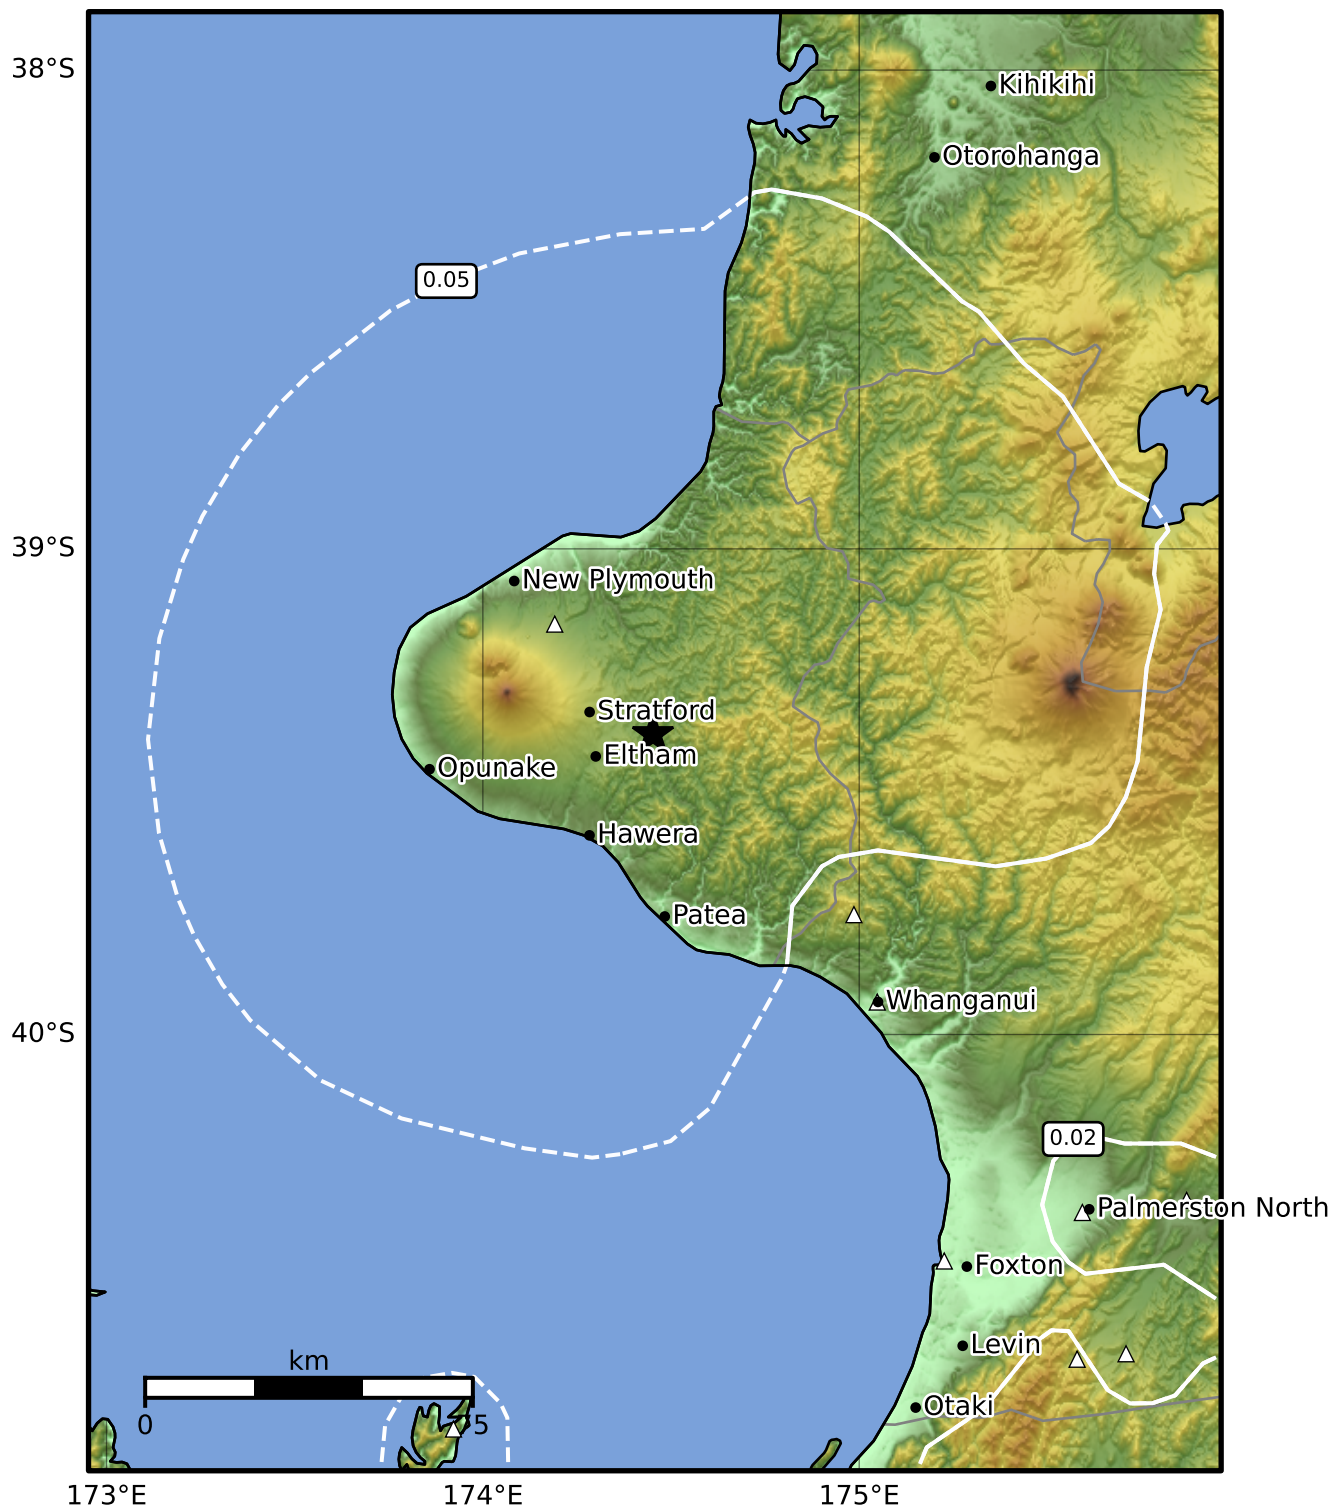 38°S
Kihikihi
Otorohanga
0.05
39°S
New Plymouth
Stratford
Eltham
Opunake
Hawera
Patea
Whanganui
40°S
0.02
Palmerston North
Foxton
Levin
km
Otaki
0
75
173°E
174°E
175°E